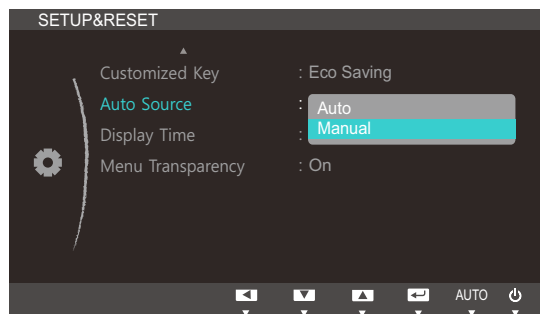 SETUP&RESET
Customized Key : Eco Saving
Auto Source : Auto
Manual
Display Time :
Menu Transparency : On
AUTO